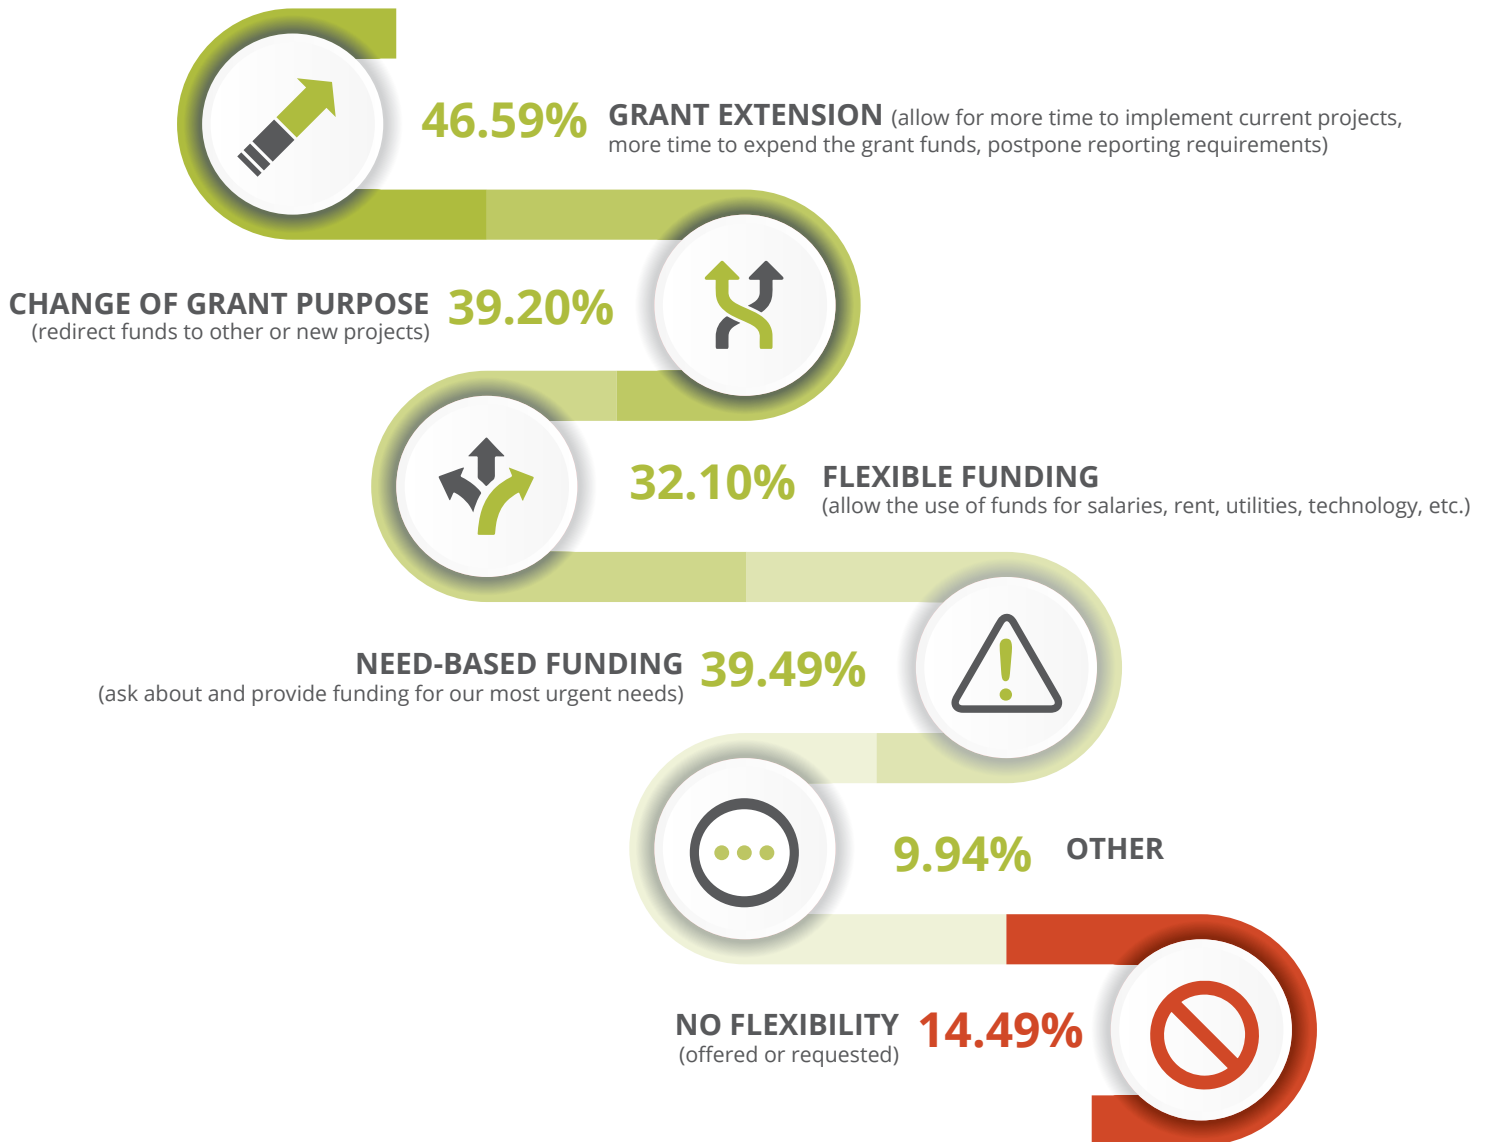 46.59% GRANT EXTENSION (allow for more time to implement current projects,
more time to expend the grant funds, postpone reporting requirements)
CHANGE OF GRANT PURPOSE 39.20%
(redirect funds to other or new projects)
32.10% FLEXIBLE FUNDING
(allow the use of funds for salaries, rent, utilities, technology, etc.)
NEED-BASED FUNDING 39.49%
(ask about and provide funding for our most urgent needs)
9.94% OTHER
NO FLEXIBILITY 14.49%
(offered or requested)